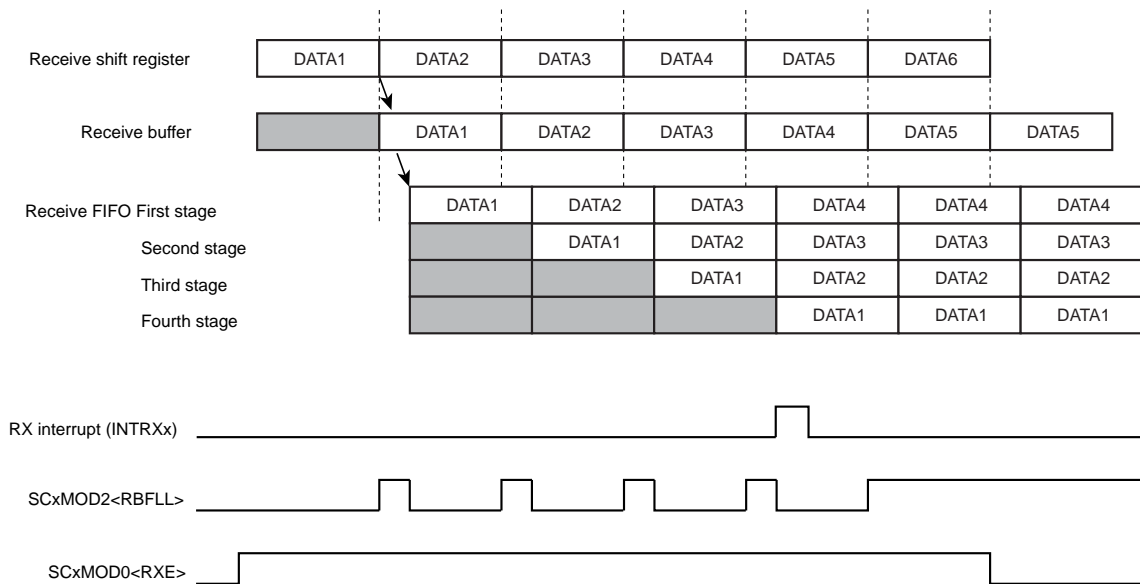 Receive shift register DATA1 DATA2 DATA3 DATA4 DATA5 DATA6
Receive buffer DATA1 DATA2 DATA3 DATA4 DATA5 DATA5
Receive FIFO First stage DATA1 DATA2 DATA3 DATA4 DATA4 DATA4
Second stage DATA1 DATA2 DATA3 DATA3 DATA3
Third stage DATA1 DATA2 DATA2 DATA2
Fourth stage DATA1 DATA1 DATA1
RX interrupt (INTRXx)
SCxMOD2<RBFLL>
SCxMOD0<RXE>